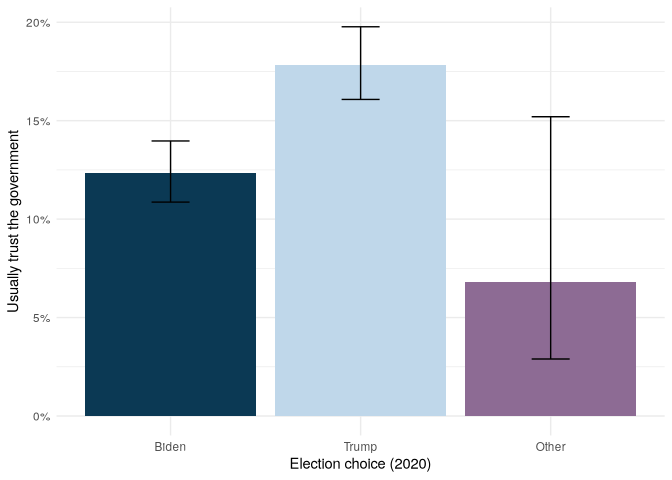 Usually trust the government
20%
15%
10%
5%
0%
Biden
Trump
Other
Election choice (2020)